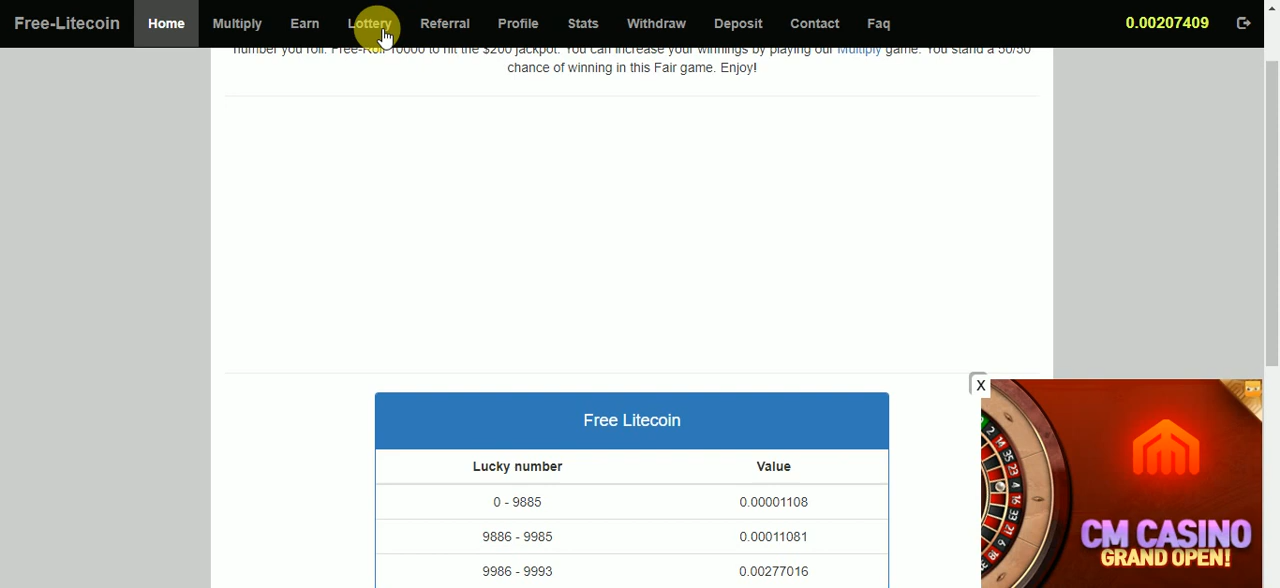 Free-Litecoin Home Multiply Earn Lottery Referral Profile Stats Withdraw Deposit Contact Faq 0.00207409
number you roll. Free-Roll 10000 to hit the $200 jackpot. You can increase your winnings by playing our Multiply game. You stand a 50/50
chance of winning in this Fair game. Enjoy!
X
Free Litecoin
Lucky number Value
0 - 9885 0.00001108
9886 - 9985 0.00011081
9986 - 9993 0.00277016
CM CASINO
GRAND OPEN!